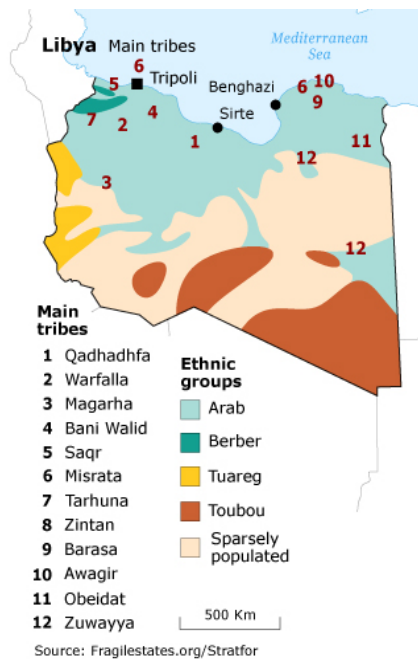 Libya Main tribes
Mediterranean
Sea
6
5
Tripoli
Benghazi
6
10
9
7
2
4
Sirte
1
11
12
3
12
Main
tribes
1 Qadhadhfa
2 Warfalla
3 Magarha
4 Bani Walid
5 Saqr
6 Misrata
7 Tarhuna
8 Zintan
9 Barasa
10 Awagir
11 Obeidat
12 Zuwayya
Ethnic
groups
Arab
Berber
Tuareg
Toubou
Sparsely
populated
500 Km
Source: Fragilestates.org/Stratfor